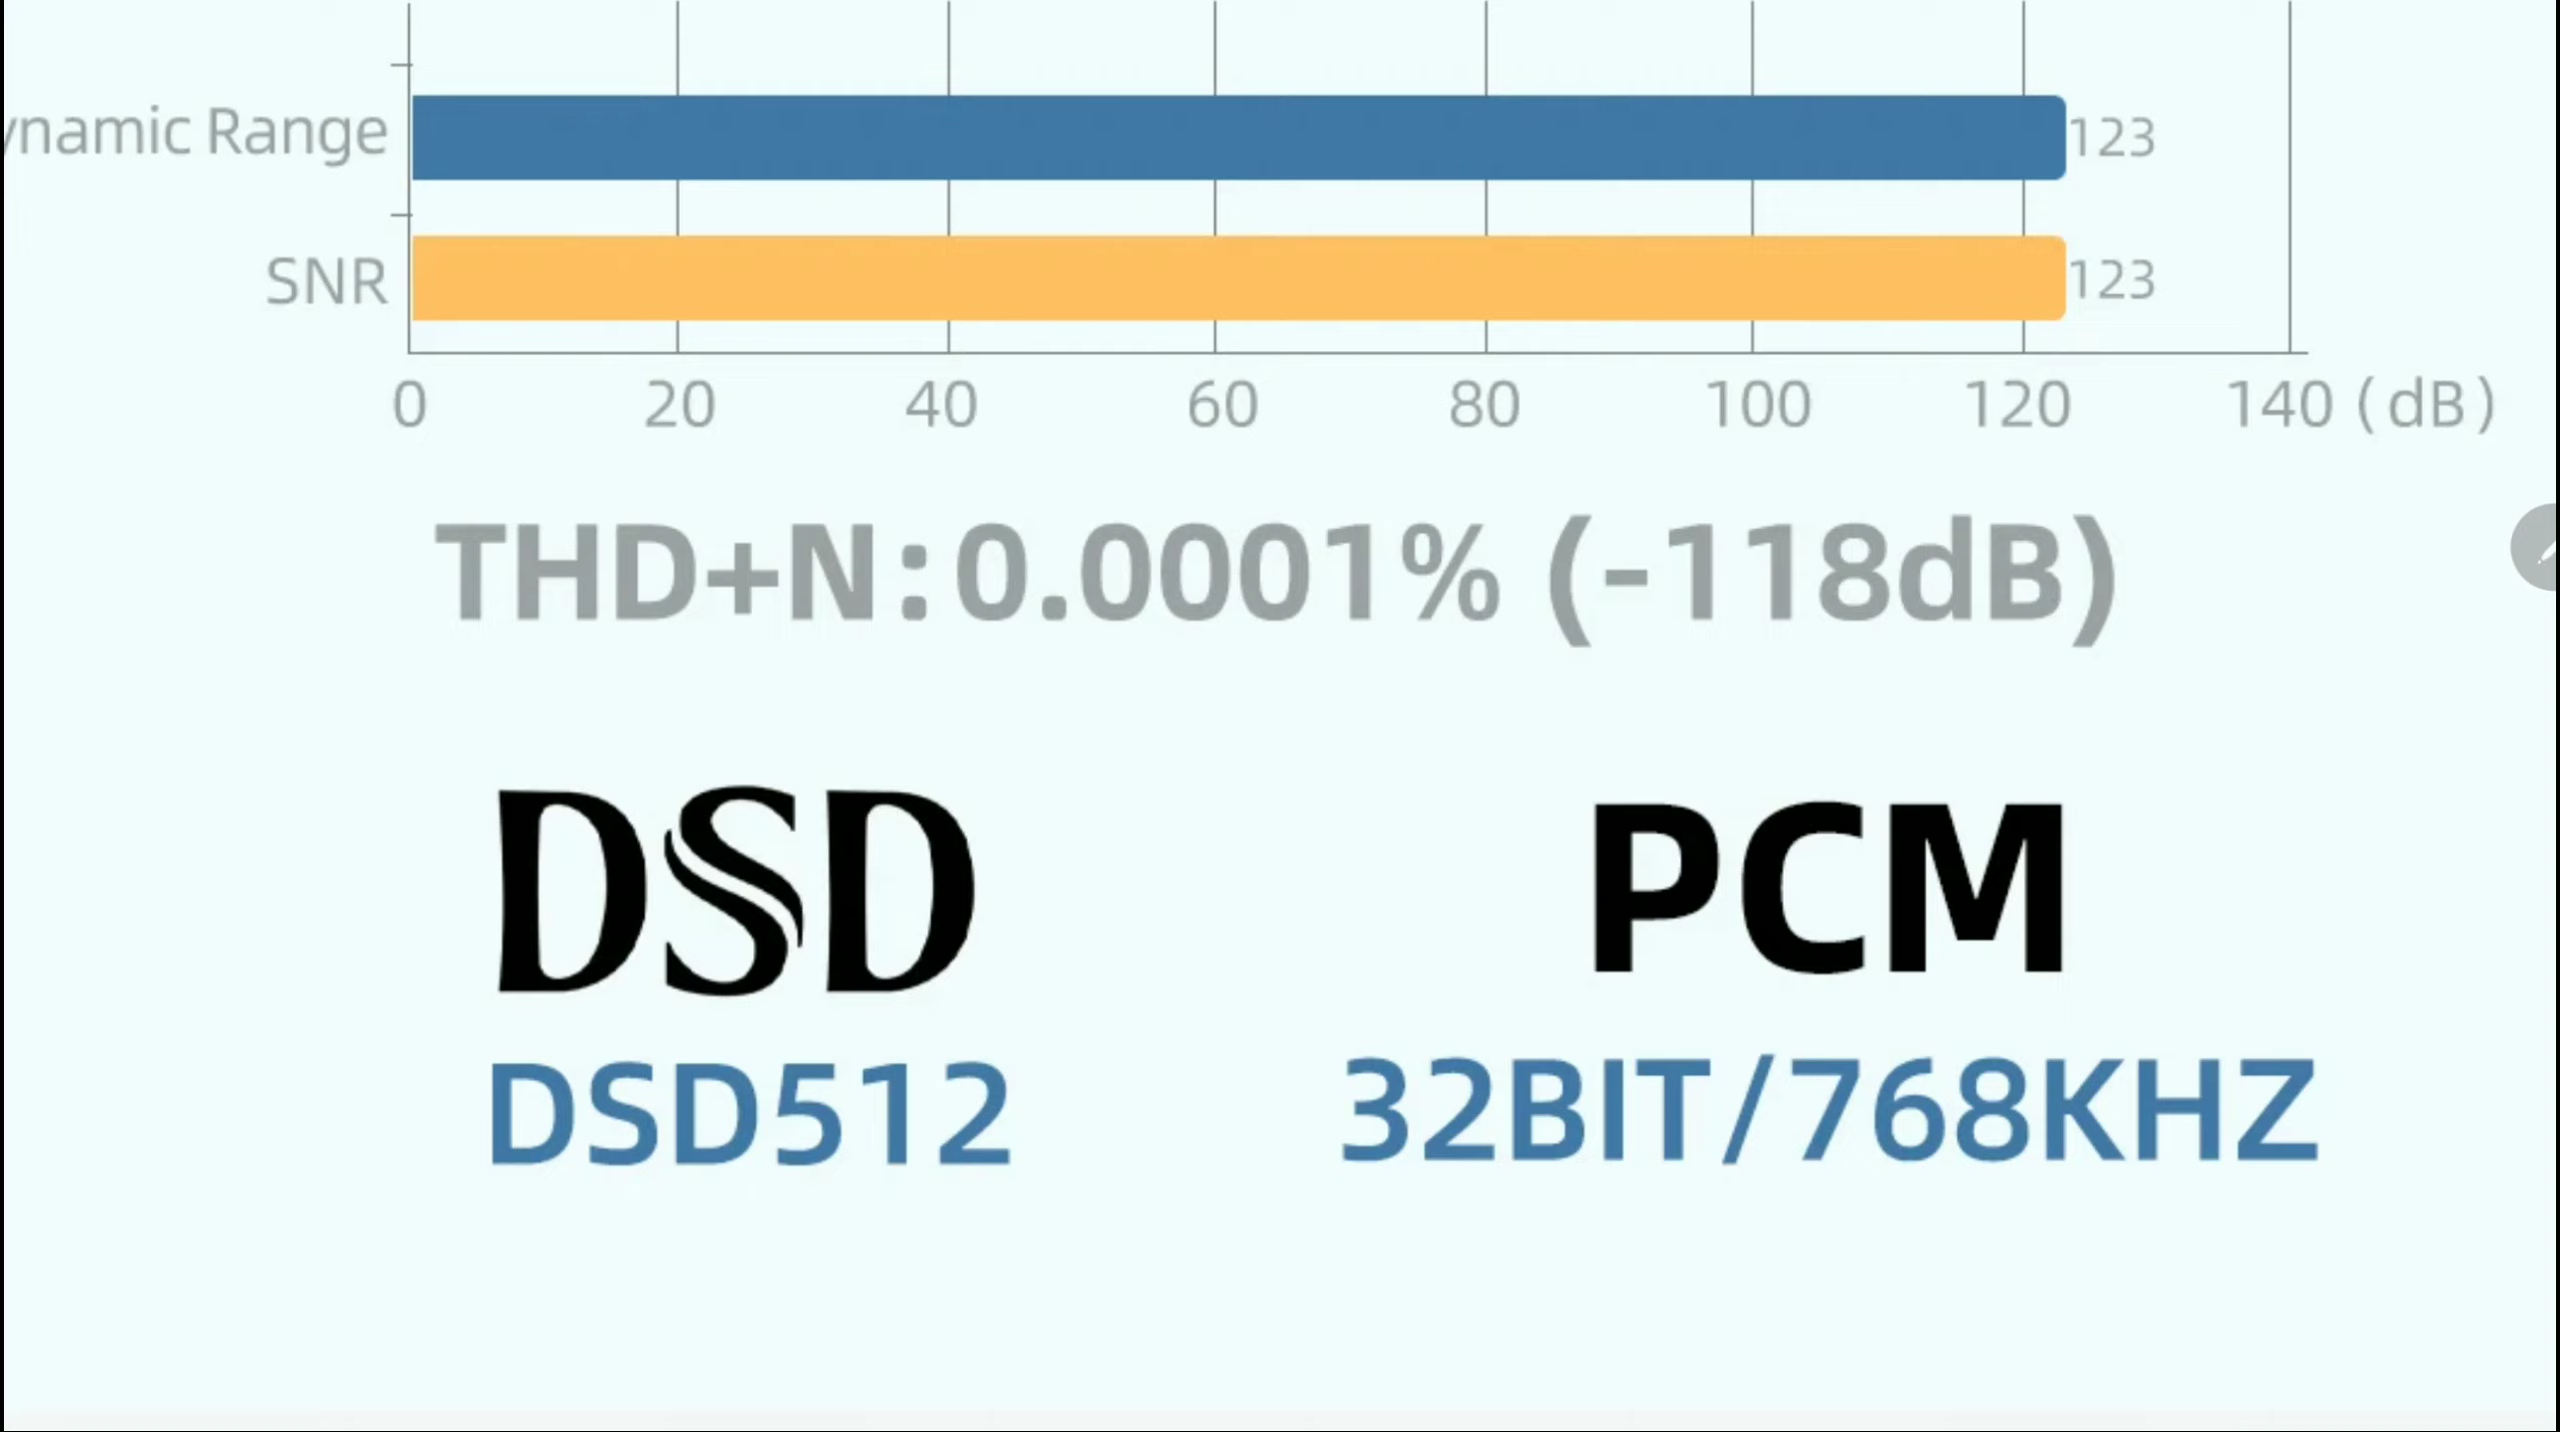 ynamic Range 123
SNR 123
0 20 40 60 80 100 120 140 (dB)
THD+N:0.0001% (-118dB)
DSD PCM
DSD512 32BIT/768KHZ